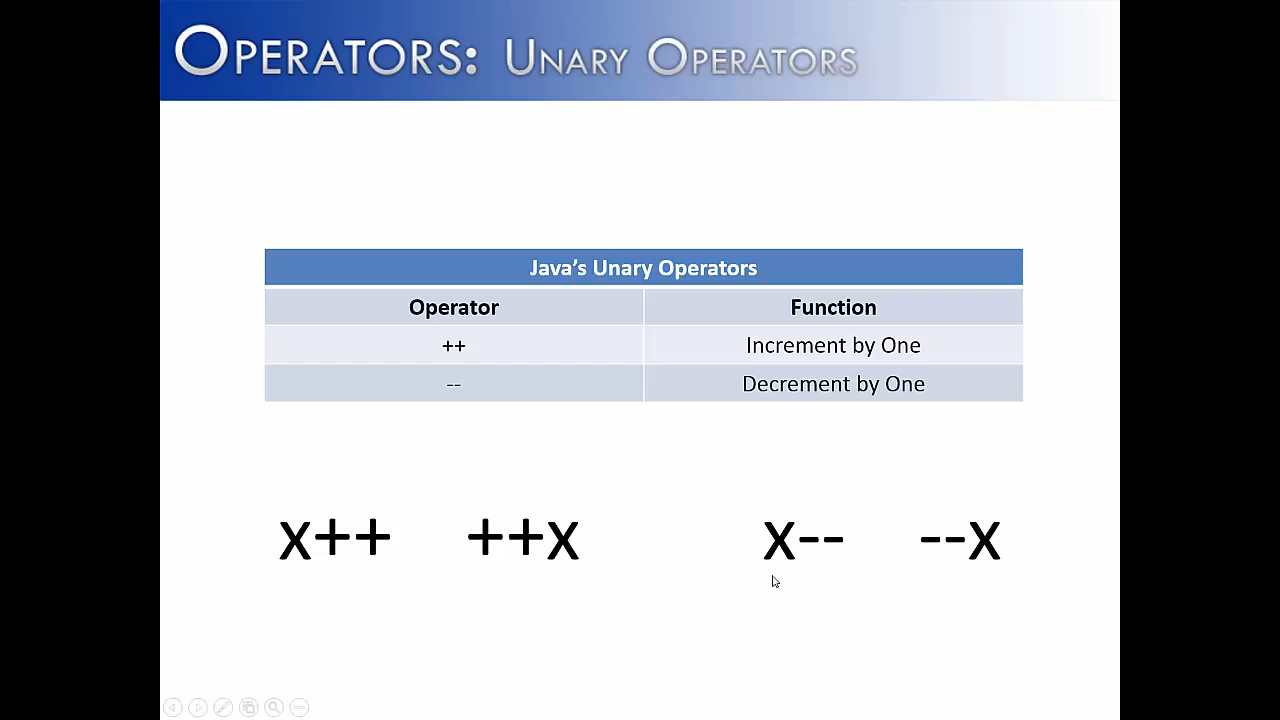 OPERATORS: UNARY OPERATORS
Java’s Unary Operators
Operator Function
++ Increment by One
-- Decrement by One
x++ ++x x-- --x